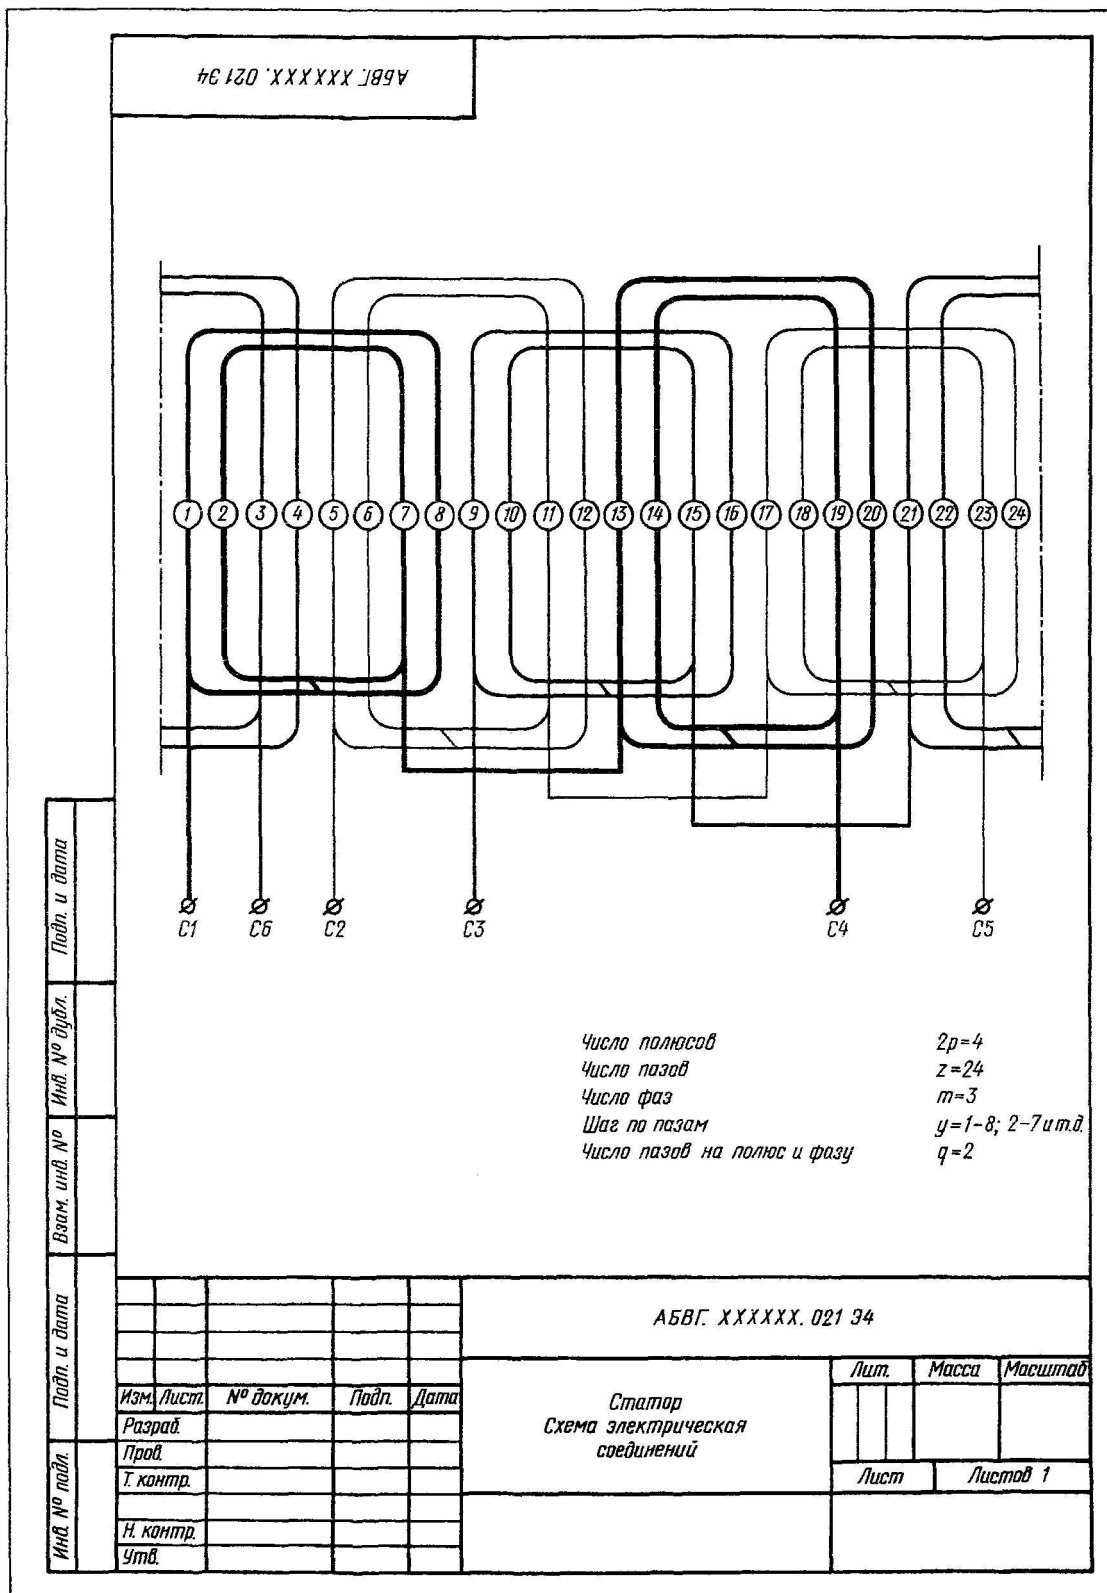 АБВГ. XXXXXX. 021 Э4
1 2 3 4 5 6 7 8 9 10 11 12 13 14 15 16 17 18 19 20 21 22 23 24
С1 С6 С2 С3 С4 С5
Число полюсов 2p=4
Число пазов z=24
Число фаз m=3
Шаг по пазам y=1-8; 2-7 и т.д.
Число пазов на полюс и фазу q=2
Подп. и дата
Инв. № дубл.
Взам. инв. №
Подп. и дата
Инв. № подл.
АБВГ. XXXXXX. 021 Э4
Изм. Лист № докум. Подп. Дата
Разраб.
Пров.
Т. контр.
Н. контр.
Утв.
Статор
Схема электрическая
соединений
Лит. Масса Масштаб
Лист Листов 1